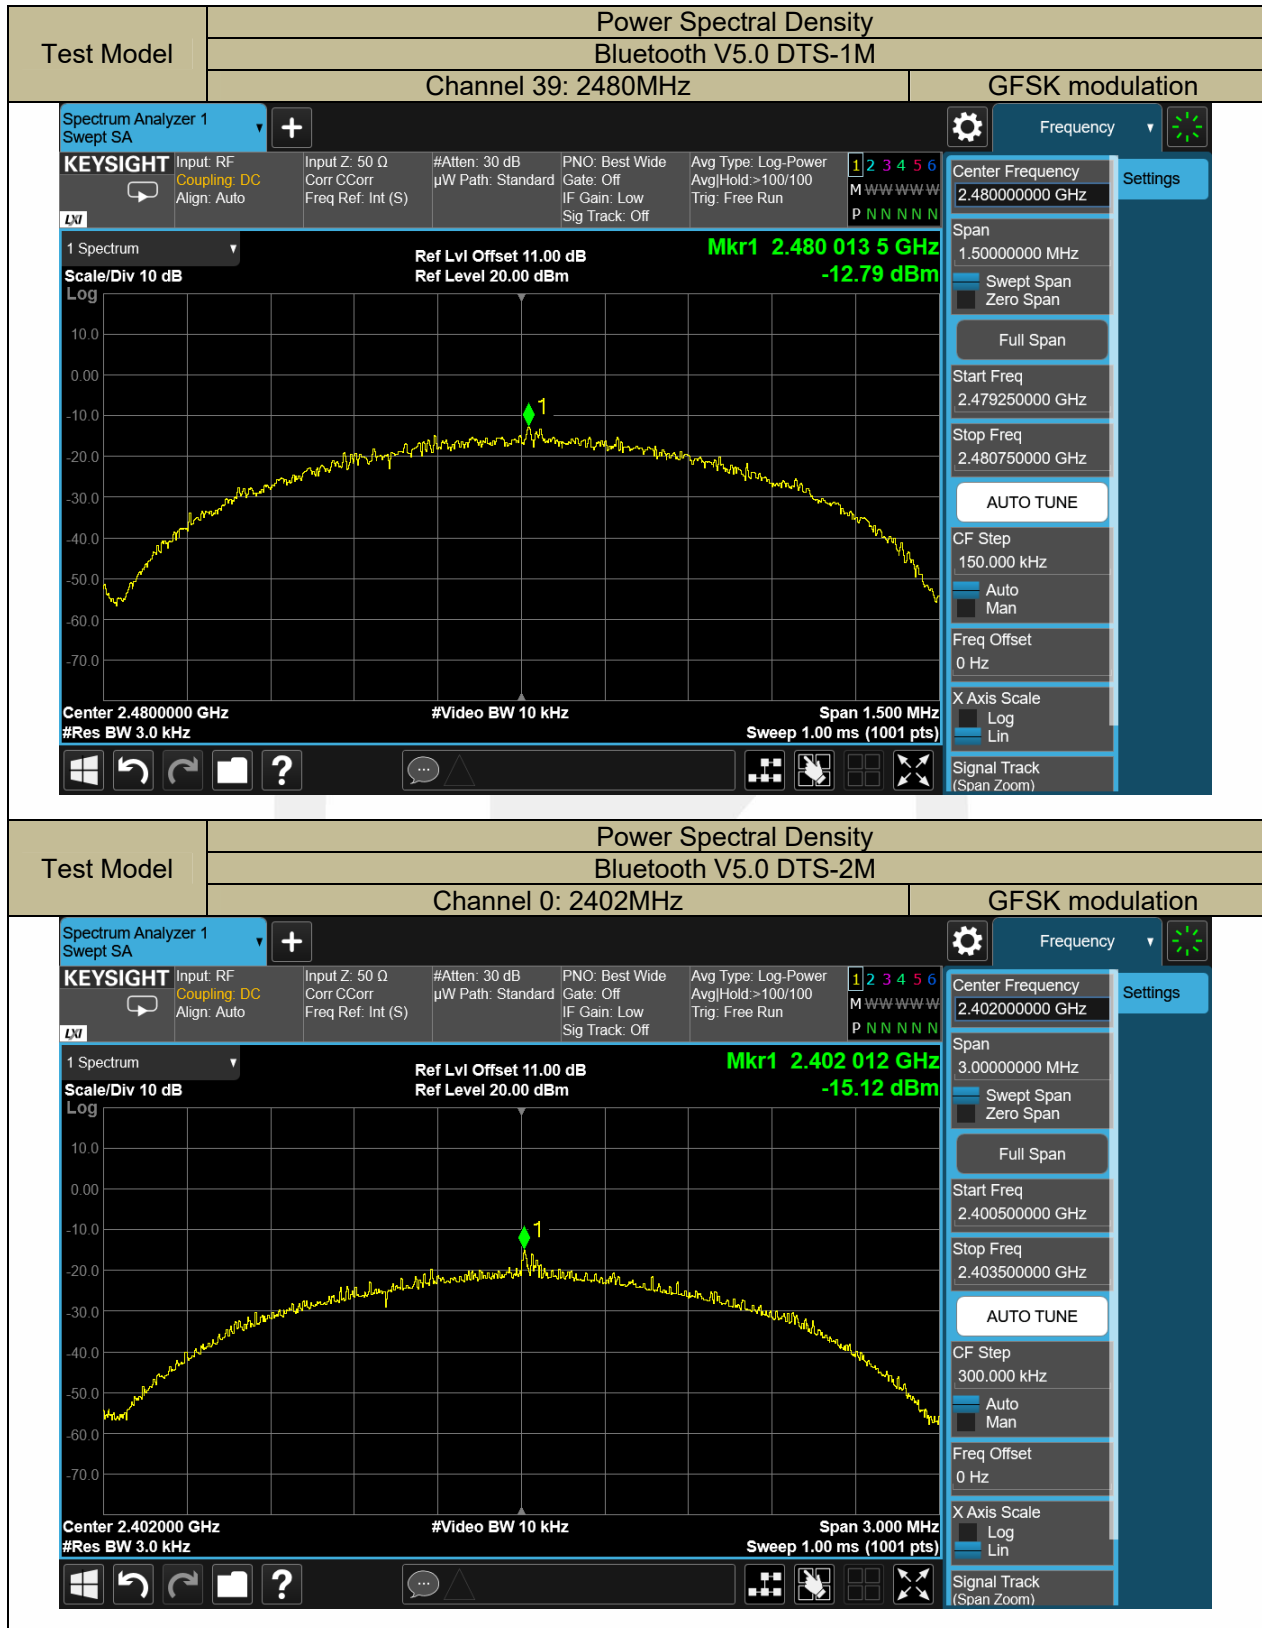 Test Model
Power Spectral Density
Bluetooth V5.0 DTS-1M
Channel 39: 2480MHz
GFSK modulation
Spectrum Analyzer 1
Swept SA
Frequency
KEYSIGHT
LXI
Input: RF
Coupling: DC
Align: Auto
Input Z: 50 Ω
Corr CCorr
Freq Ref: Int (S)
#Atten: 30 dB
µW Path: Standard
PNO: Best Wide
Gate: Off
IF Gain: Low
Sig Track: Off
Avg Type: Log-Power
Avg|Hold:>100/100
Trig: Free Run
1 2 3 4 5 6
M W W W W W
P N N N N N
1 Spectrum
Scale/Div 10 dB
Ref Lvl Offset 11.00 dB
Ref Level 20.00 dBm
Mkr1 2.480 013 5 GHz
-12.79 dBm
Log
10.0
0.00
-10.0
-20.0
-30.0
-40.0
-50.0
-60.0
-70.0
1
Center 2.4800000 GHz
#Res BW 3.0 kHz
#Video BW 10 kHz
Span 1.500 MHz
Sweep 1.00 ms (1001 pts)
Center Frequency
2.480000000 GHz
Span
1.50000000 MHz
Swept Span
Zero Span
Full Span
Start Freq
2.479250000 GHz
Stop Freq
2.480750000 GHz
AUTO TUNE
CF Step
150.000 kHz
Auto
Man
Freq Offset
0 Hz
X Axis Scale
Log
Lin
Signal Track
(Span Zoom)
Settings
?
Test Model
Power Spectral Density
Bluetooth V5.0 DTS-2M
Channel 0: 2402MHz
GFSK modulation
Spectrum Analyzer 1
Swept SA
Frequency
KEYSIGHT
LXI
Input: RF
Coupling: DC
Align: Auto
Input Z: 50 Ω
Corr CCorr
Freq Ref: Int (S)
#Atten: 30 dB
µW Path: Standard
PNO: Best Wide
Gate: Off
IF Gain: Low
Sig Track: Off
Avg Type: Log-Power
Avg|Hold:>100/100
Trig: Free Run
1 2 3 4 5 6
M W W W W W
P N N N N N
1 Spectrum
Scale/Div 10 dB
Ref Lvl Offset 11.00 dB
Ref Level 20.00 dBm
Mkr1 2.402 012 GHz
-15.12 dBm
Log
10.0
0.00
-10.0
-20.0
-30.0
-40.0
-50.0
-60.0
-70.0
1
Center 2.402000 GHz
#Res BW 3.0 kHz
#Video BW 10 kHz
Span 3.000 MHz
Sweep 1.00 ms (1001 pts)
Center Frequency
2.402000000 GHz
Span
3.00000000 MHz
Swept Span
Zero Span
Full Span
Start Freq
2.400500000 GHz
Stop Freq
2.403500000 GHz
AUTO TUNE
CF Step
300.000 kHz
Auto
Man
Freq Offset
0 Hz
X Axis Scale
Log
Lin
Signal Track
(Span Zoom)
Settings
?